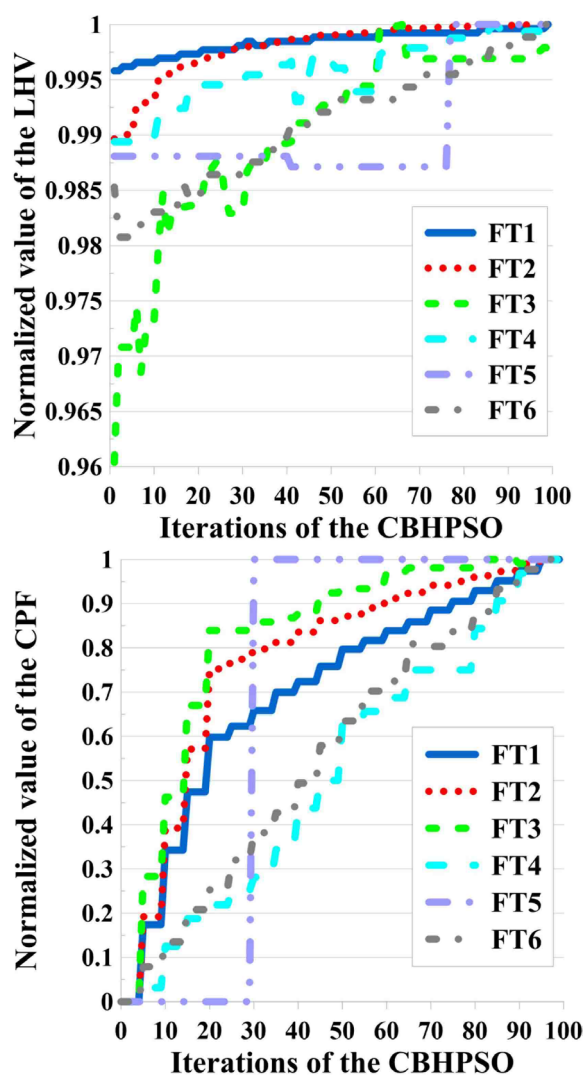 Normalized value of the LHV
1
0.995
0.99
0.985
0.98
0.975
0.97
0.965
0.96
FT1
FT2
FT3
FT4
FT5
FT6
0 10 20 30 40 50 60 70 80 90 100
Iterations of the CBHPSO
Normalized value of the CPF
1
0.9
0.8
0.7
0.6
0.5
0.4
0.3
0.2
0.1
0
FT1
FT2
FT3
FT4
FT5
FT6
0 10 20 30 40 50 60 70 80 90 100
Iterations of the CBHPSO